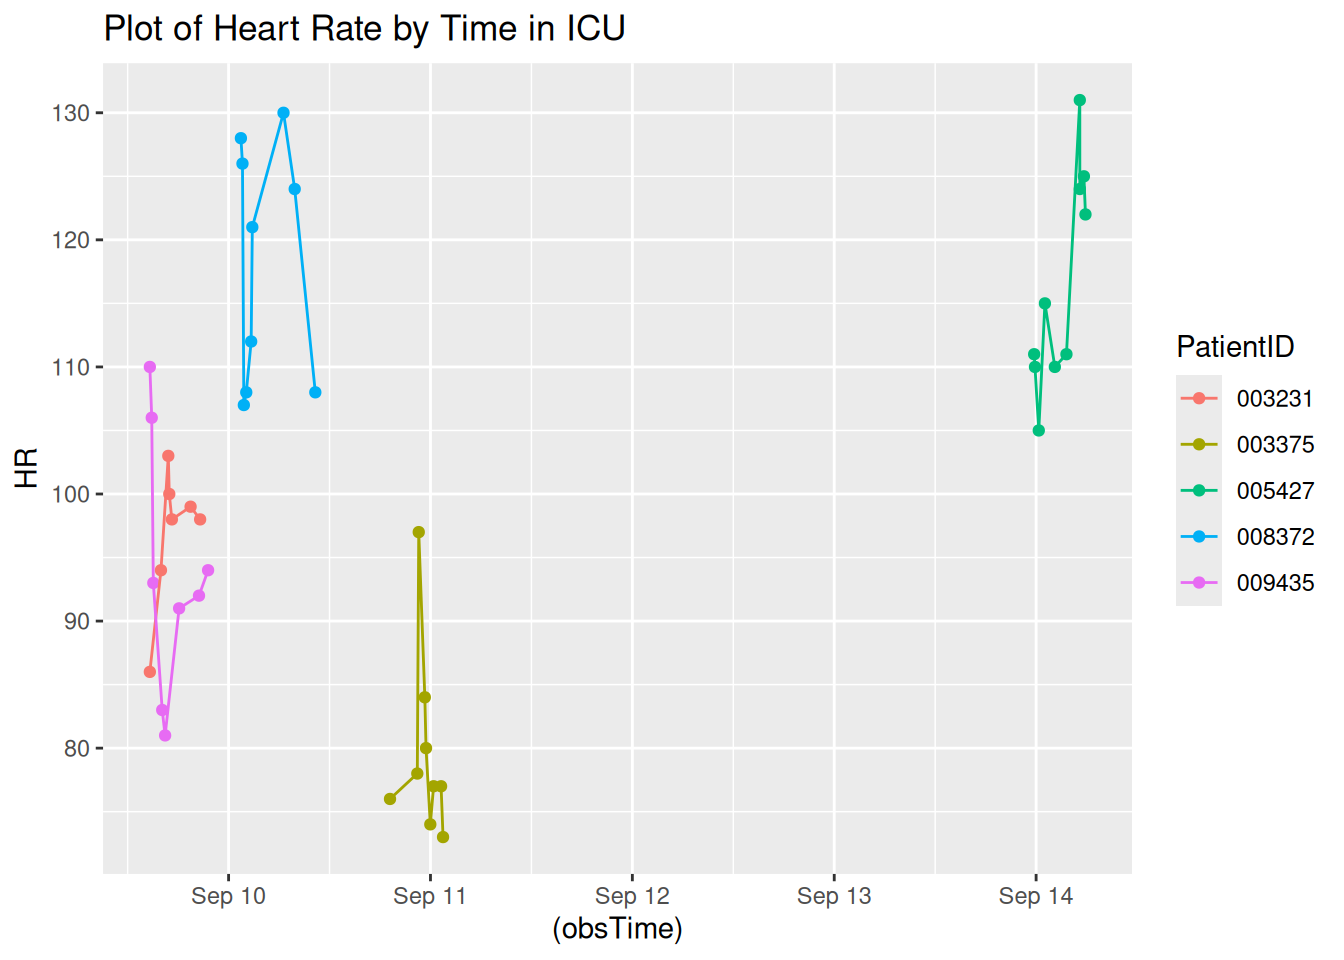 Plot of Heart Rate by Time in ICU
130
120
110
100
90
80
HR
Sep 10
Sep 11
Sep 12
Sep 13
Sep 14
(obsTime)
PatientID
003231
003375
005427
008372
009435